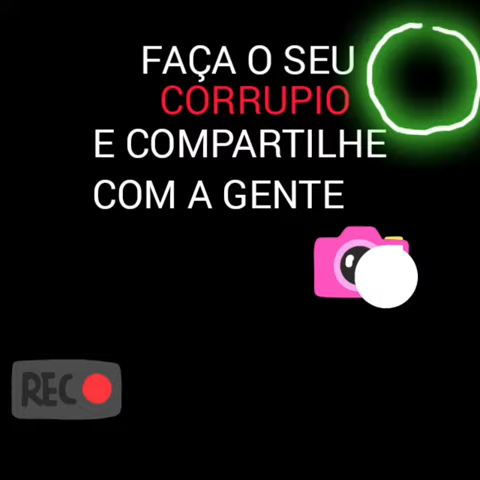 FAÇA O SEU
CORRUPIO
E COMPARTILHE
COM A GENTE
REC